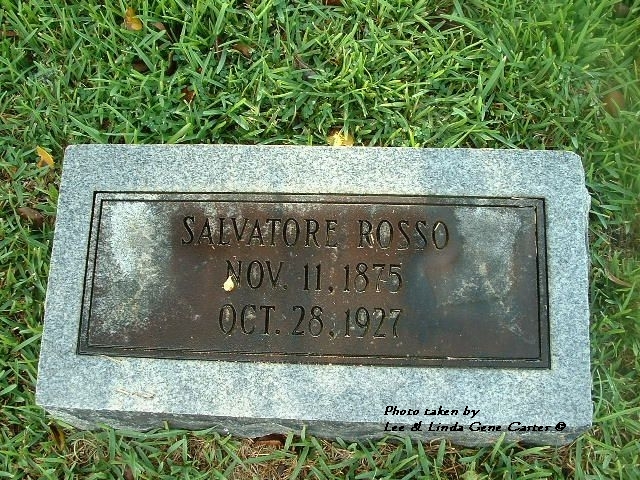 SALVATORE ROSSO
NOV. 11, 1875
OCT. 28, 1927
Photo taken by
Lee & Linda Gene Carter ©